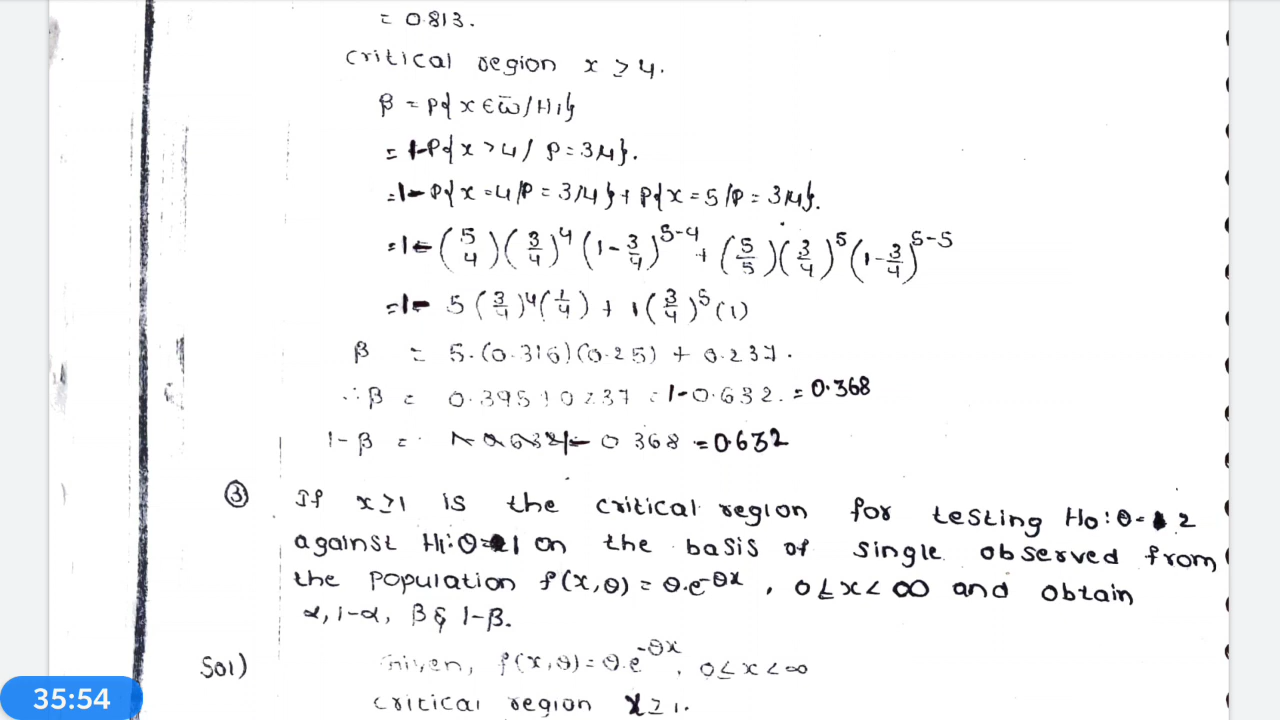 = 0.813.
critical region x ≥ 4.
β = P{x ∈ ω̄ / H₁}
= 1-P{x ≥ 4 / P = 3/4}.
= 1- P{x = 4/P = 3/4} + P{x = 5/P = 3/4}.
= 1- (5 4)(3/4)⁴(1-3/4)⁵⁻⁴ + (5 5)(3/4)⁵(1-3/4)⁵⁻⁵
= 1- 5(3/4)⁴(1/4) + 1(3/4)⁵(1)
β = 5.(0.316)(0.25) + 0.237.
∴ β = 0.395+0.237 = 1-0.632. = 0.368
1-β = 0.368 = 0.632
③ If x≥1 is the critical region for testing H₀:θ=2
against H₁:θ=1 on the basis of single observed from
the population f(x,θ) = θ.e^-θx, 0≤x<∞ and obtain
α, 1-α, β & 1-β.
Sol) Given, f(x,θ) = θ.e^-θx, 0≤x<∞
critical region x≥1.
35:54